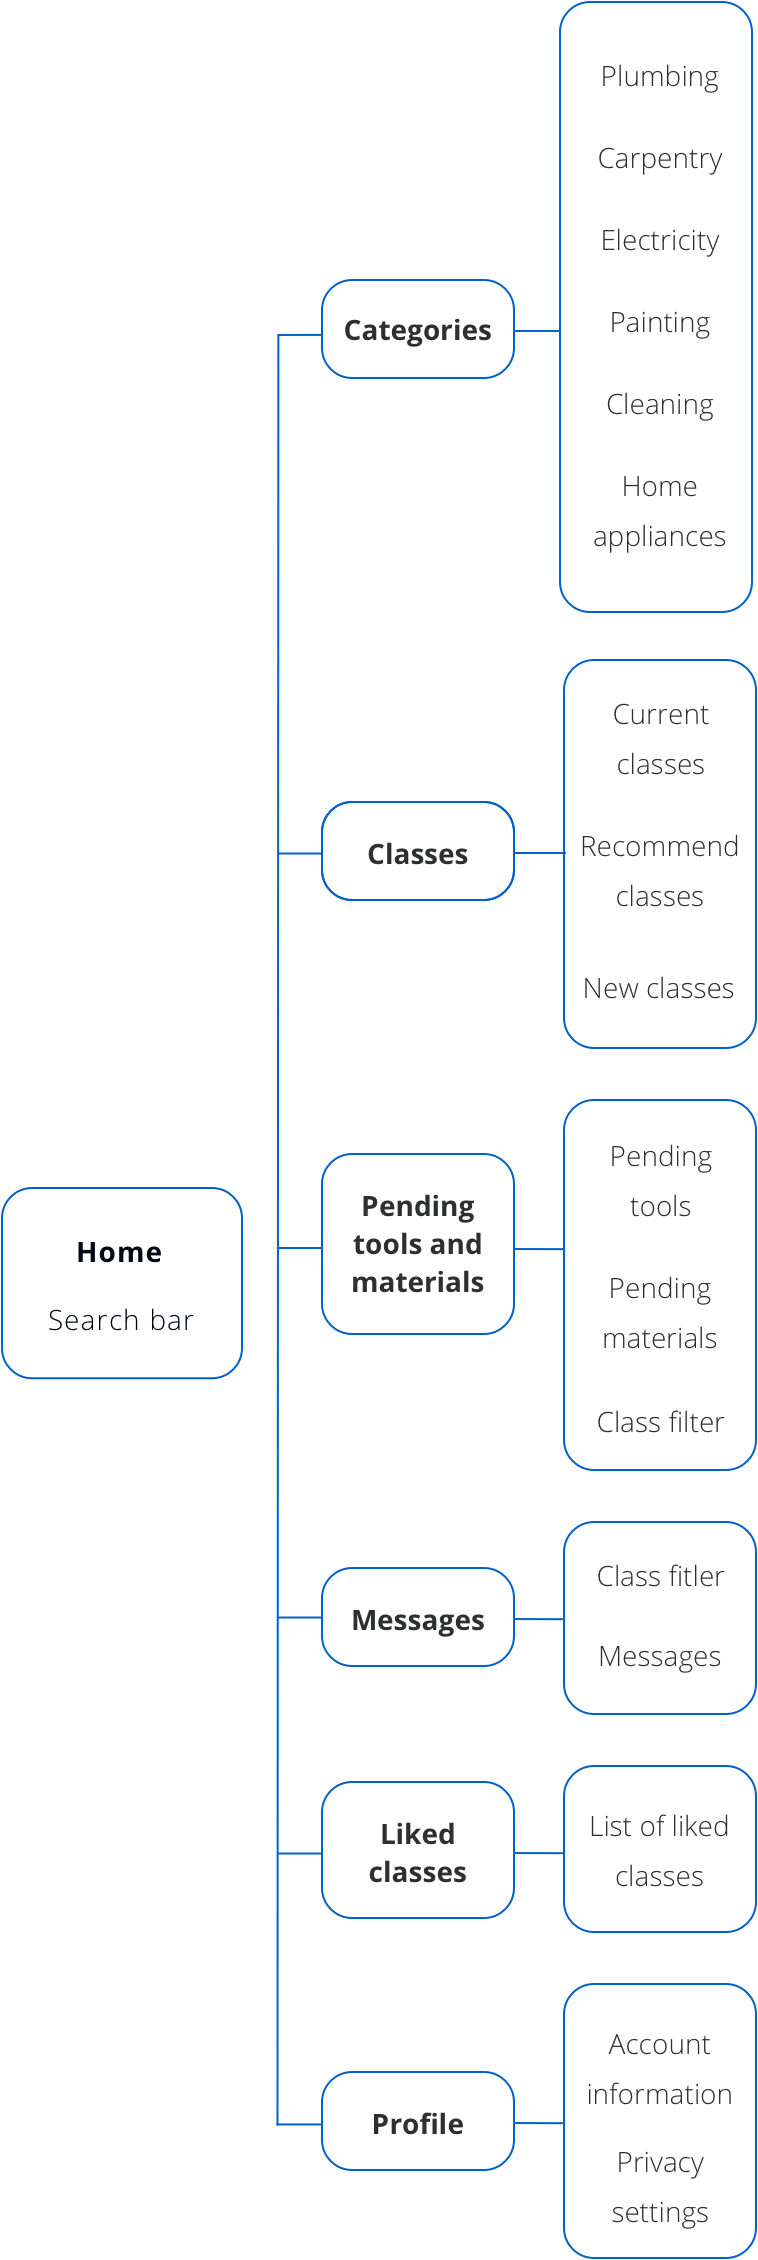 Home
Search bar
Categories
Plumbing
Carpentry
Electricity
Painting
Cleaning
Home
appliances
Classes
Current
classes
Recommend
classes
New classes
Pending
tools and
materials
Pending
tools
Pending
materials
Class filter
Messages
Class fitler
Messages
Liked
classes
List of liked
classes
Profile
Account
information
Privacy
settings